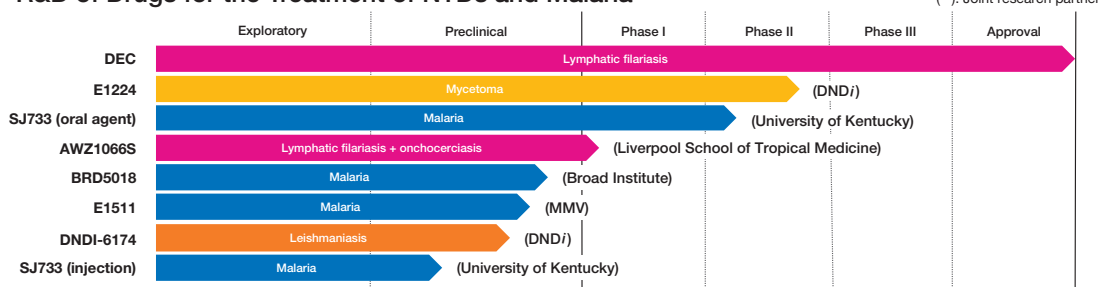 R&D of Drugs for the Treatment of NTDs and Malaria
( ): Joint research partner
Exploratory Preclinical Phase I Phase II Phase III Approval
DEC Lymphatic filariasis
E1224 Mycetoma (DNDi)
SJ733 (oral agent) Malaria (University of Kentucky)
AWZ1066S Lymphatic filariasis + onchocerciasis (Liverpool School of Tropical Medicine)
BRD5018 Malaria (Broad Institute)
E1511 Malaria (MMV)
DNDI-6174 Leishmaniasis (DNDi)
SJ733 (injection) Malaria (University of Kentucky)